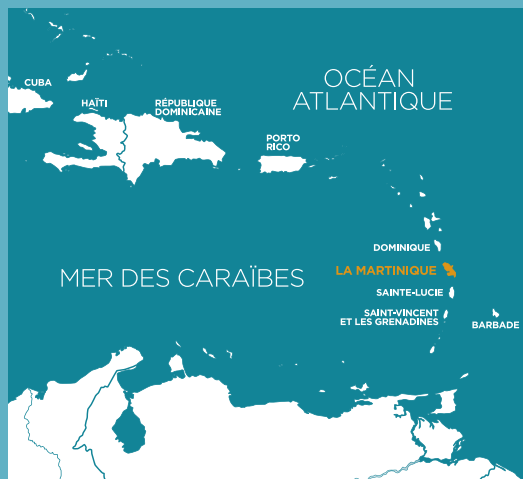 OCÉAN
ATLANTIQUE
CUBA
HAÏTI
RÉPUBLIQUE
DOMINICAINE
PORTO
RICO
DOMINIQUE
LA MARTINIQUE
MER DES CARAÏBES
SAINTE-LUCIE
SAINT-VINCENT
ET LES GRENADINES
BARBADE